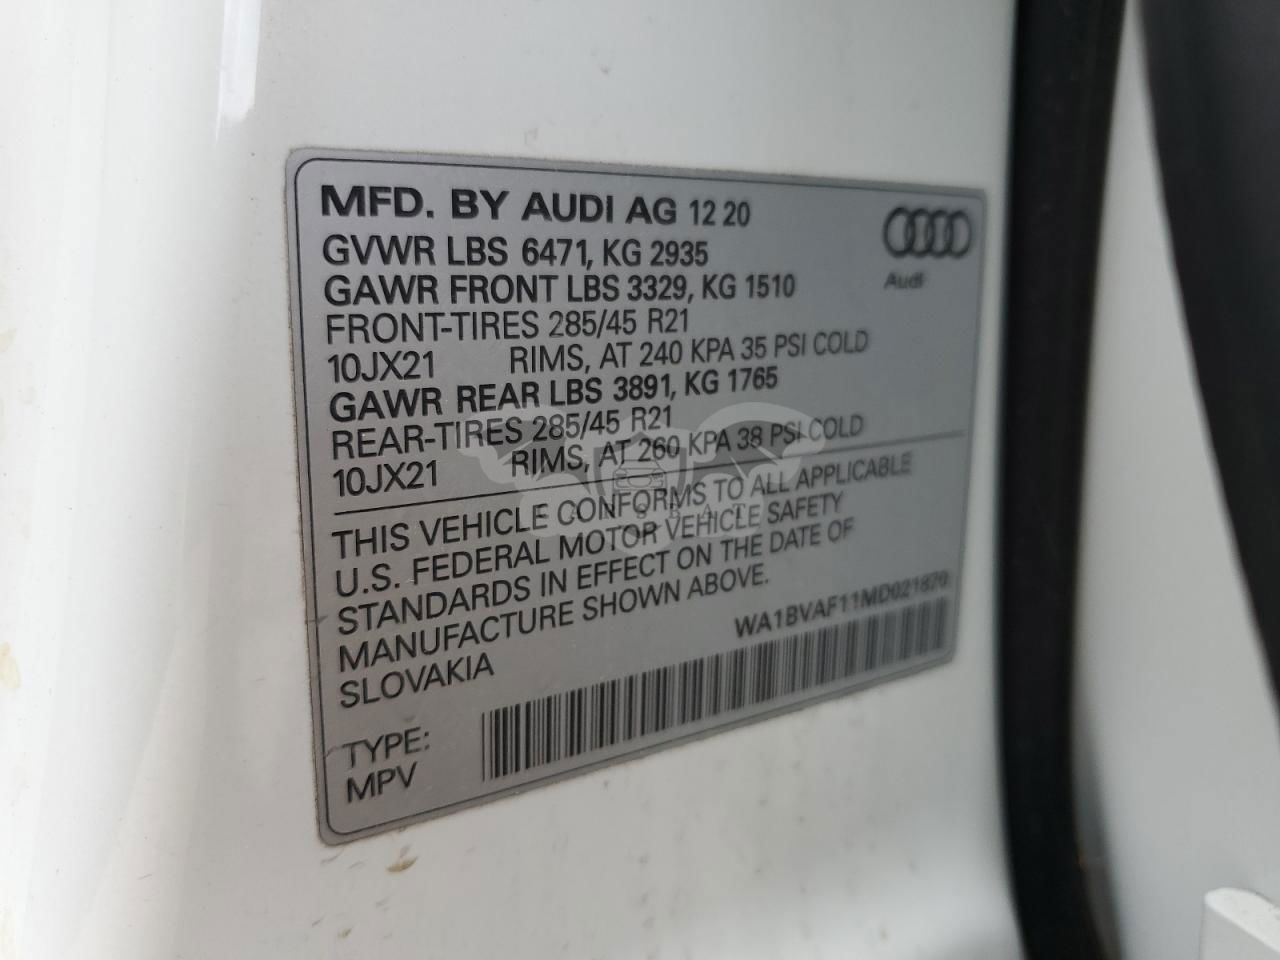 MFD. BY AUDI AG 12 20
GVWR LBS 6471, KG 2935
GAWR FRONT LBS 3329, KG 1510
FRONT-TIRES 285/45 R21
10JX21 RIMS, AT 240 KPA 35 PSI COLD
GAWR REAR LBS 3891, KG 1765
REAR-TIRES 285/45 R21
10JX21 RIMS, AT 260 KPA 38 PSI COLD
THIS VEHICLE CONFORMS TO ALL APPLICABLE
U.S. FEDERAL MOTOR VEHICLE SAFETY
STANDARDS IN EFFECT ON THE DATE OF
MANUFACTURE SHOWN ABOVE.
SLOVAKIA
WA1BVAF11MD021870
TYPE:
MPV
Audi